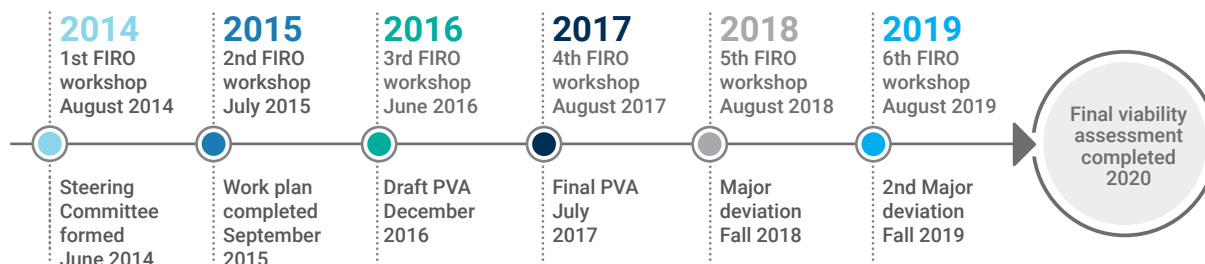 2014
1st FIRO
workshop
August 2014
Steering
Committee
formed
June 2014
2015
2nd FIRO
workshop
July 2015
Work plan
completed
September
2015
2016
3rd FIRO
workshop
June 2016
Draft PVA
December
2016
2017
4th FIRO
workshop
August 2017
Final PVA
July
2017
2018
5th FIRO
workshop
August 2018
Major
deviation
Fall 2018
2019
6th FIRO
workshop
August 2019
2nd Major
deviation
Fall 2019
Final viability
assessment
completed
2020